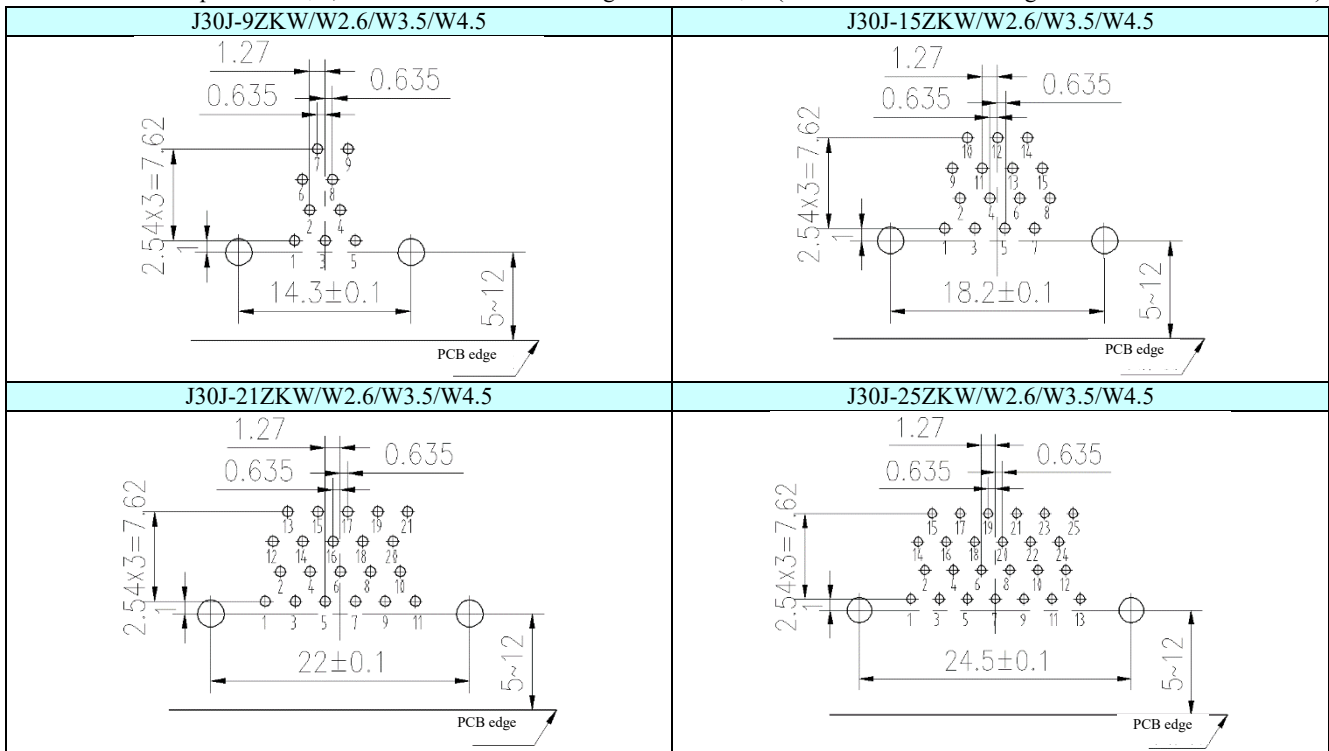 J30J-9ZKW/W2.6/W3.5/W4.5
J30J-15ZKW/W2.6/W3.5/W4.5
1.27
0.635
0.635
2.54x3=7.62
1
7 9
6 8
2 4
1 3 5
14.3±0.1
5~12
PCB edge
1.27
0.635
0.635
2.54x3=7.62
1
10 12 14
9 11 13 15
2 4 6 8
1 3 5 7
18.2±0.1
5~12
PCB edge
J30J-21ZKW/W2.6/W3.5/W4.5
J30J-25ZKW/W2.6/W3.5/W4.5
1.27
0.635
0.635
2.54x3=7.62
1
13 15 17 19 21
12 14 16 18 20
2 4 6 8 10
1 3 5 7 9 11
22±0.1
5~12
PCB edge
1.27
0.635
0.635
2.54x3=7.62
1
15 17 19 21 23 25
14 16 18 20 22 24
2 4 6 8 10 12
1 3 5 7 9 11 13
24.5±0.1
5~12
PCB edge